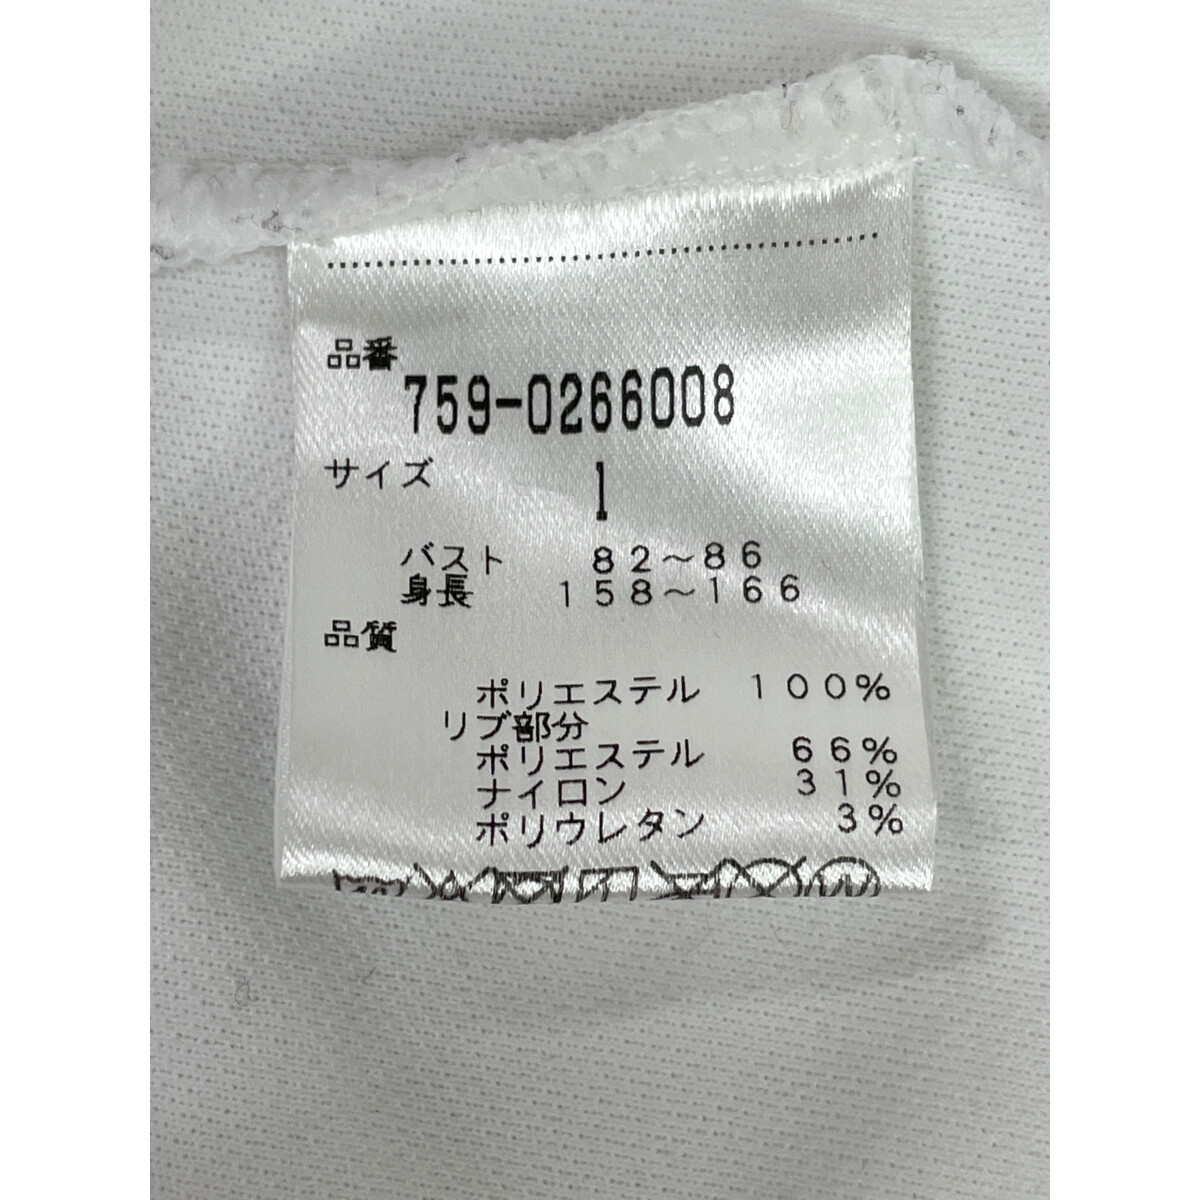 品番
759-0266008
サイズ 1
バスト 82～86
身長 158～166
品質
ポリエステル 100%
リブ部分
ポリエステル 66%
ナイロン 31%
ポリウレタン 3%